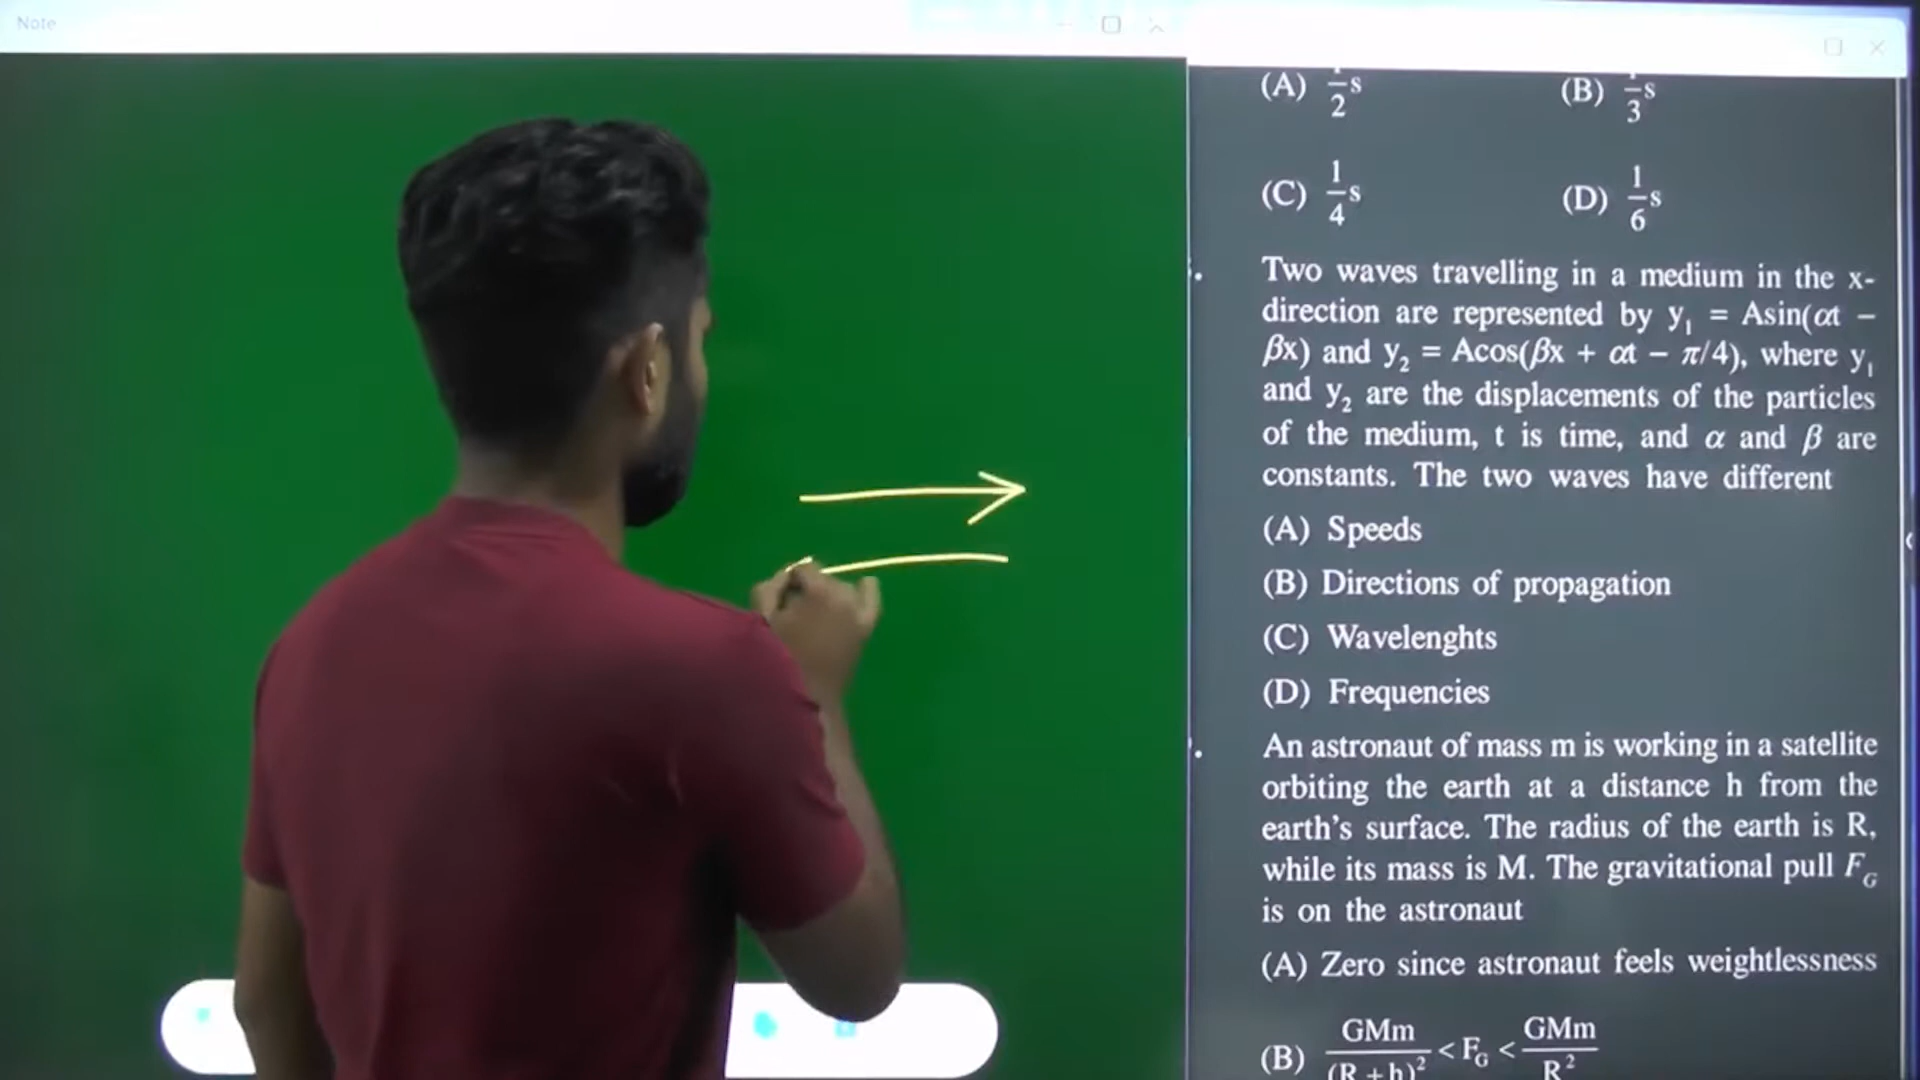 Note
(A) 1/2 s (B) 1/3 s
(C) 1/4 s (D) 1/6 s
Two waves travelling in a medium in the x-
direction are represented by y₁ = Asin(αt −
βx) and y₂ = Acos(βx + αt − π/4), where y₁
and y₂ are the displacements of the particles
of the medium, t is time, and α and β are
constants. The two waves have different
(A) Speeds
(B) Directions of propagation
(C) Wavelenghts
(D) Frequencies
An astronaut of mass m is working in a satellite
orbiting the earth at a distance h from the
earth's surface. The radius of the earth is R,
while its mass is M. The gravitational pull F_G
is on the astronaut
(A) Zero since astronaut feels weightlessness
(B) GMm/(R + h)² < F_G < GMm/R²